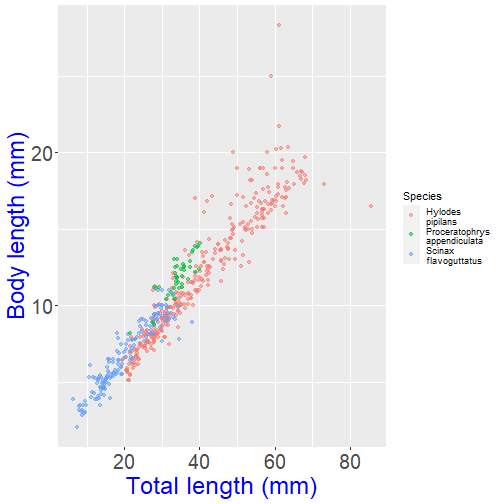 Body length (mm)
20
10
20
40
60
80
Total length (mm)
Species
Hylodes
pipilans
Proceratophrys
appendiculata
Scinax
flavoguttatus